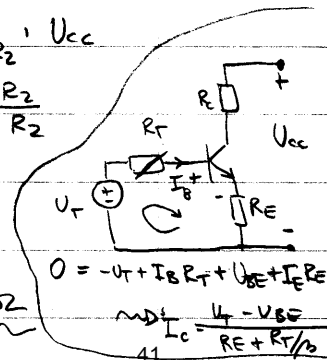 R2 · Ucc
R2
R2
RC
+
Ucc
RT
IB
+
UT
±
-
RE
-
0 = -UT + IB RT + UBE + IE RE
Ic = UT - UBE
RE + RT/β
41